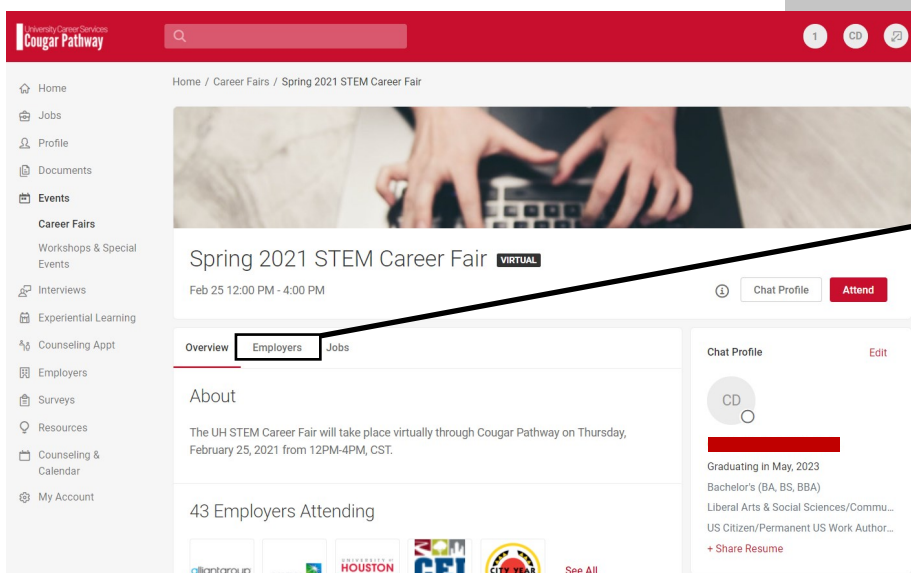 University Career Services
Cougar Pathway
1
CD
Home
Jobs
Profile
Documents
Events
Career Fairs
Workshops & Special
Events
Interviews
Experiential Learning
Counseling Appt
Employers
Surveys
Resources
Counseling &
Calendar
My Account
Home / Career Fairs / Spring 2021 STEM Career Fair
Spring 2021 STEM Career Fair VIRTUAL
Feb 25 12:00 PM - 4:00 PM
Chat Profile
Attend
Overview
Employers
Jobs
About
The UH STEM Career Fair will take place virtually through Cougar Pathway on Thursday,
February 25, 2021 from 12PM-4PM, CST.
43 Employers Attending
alliantgroup
UNIVERSITY of
HOUSTON
CFI
CITY YEAR
See All
Chat Profile
Edit
CD
Graduating in May, 2023
Bachelor's (BA, BS, BBA)
Liberal Arts & Social Sciences/Commu...
US Citizen/Permanent US Work Author...
+ Share Resume